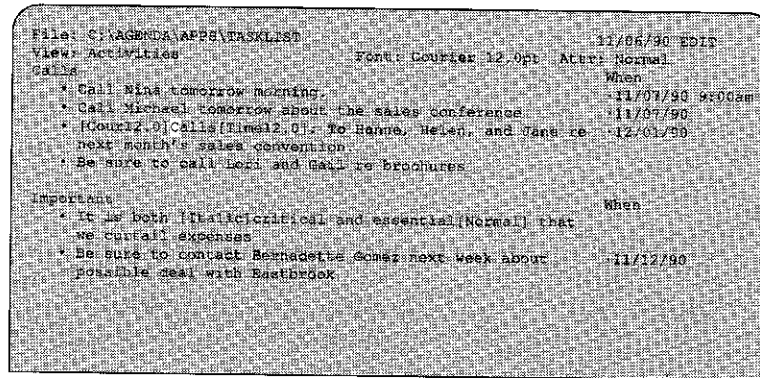 File: C:\AGENDA\APPS\TASKLIST 11/06/90 EDIT
View: Activities Font: Courier 12.0pt Attr: Normal
Calls When
• Call Nina tomorrow morning. ·11/07/90 9:00am
• Call Michael tomorrow about the sales conference ·11/07/90
• [Cour12.0]Calls[Time12.0]. To Hanne, Helen, and Jane re ·12/01/90
next month's sales convention
• Be sure to call Lori and Gail re brochures
Important When
• It is both [Italic]critical and essential[Normal] that
we curtail expenses
• Be sure to contact Bernadette Gomez next week about ·11/12/90
possible deal with Eastbrook